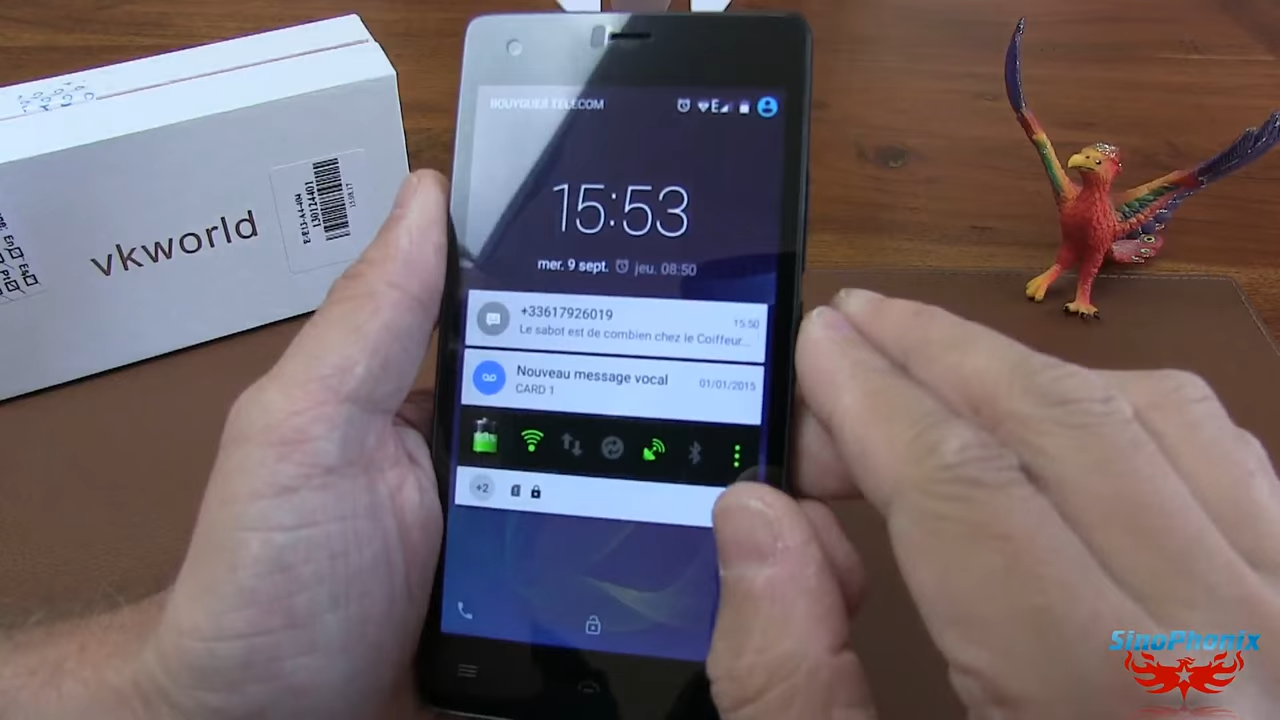 BOUYGUES TELECOM
15:53
mer. 9 sept. jeu. 08:50
+33617926019
15:50
Le sabot est de combien chez le Coiffeur...
Nouveau message vocal
01/01/2015
CARD 1
+2
vkworld
SinoPhonix